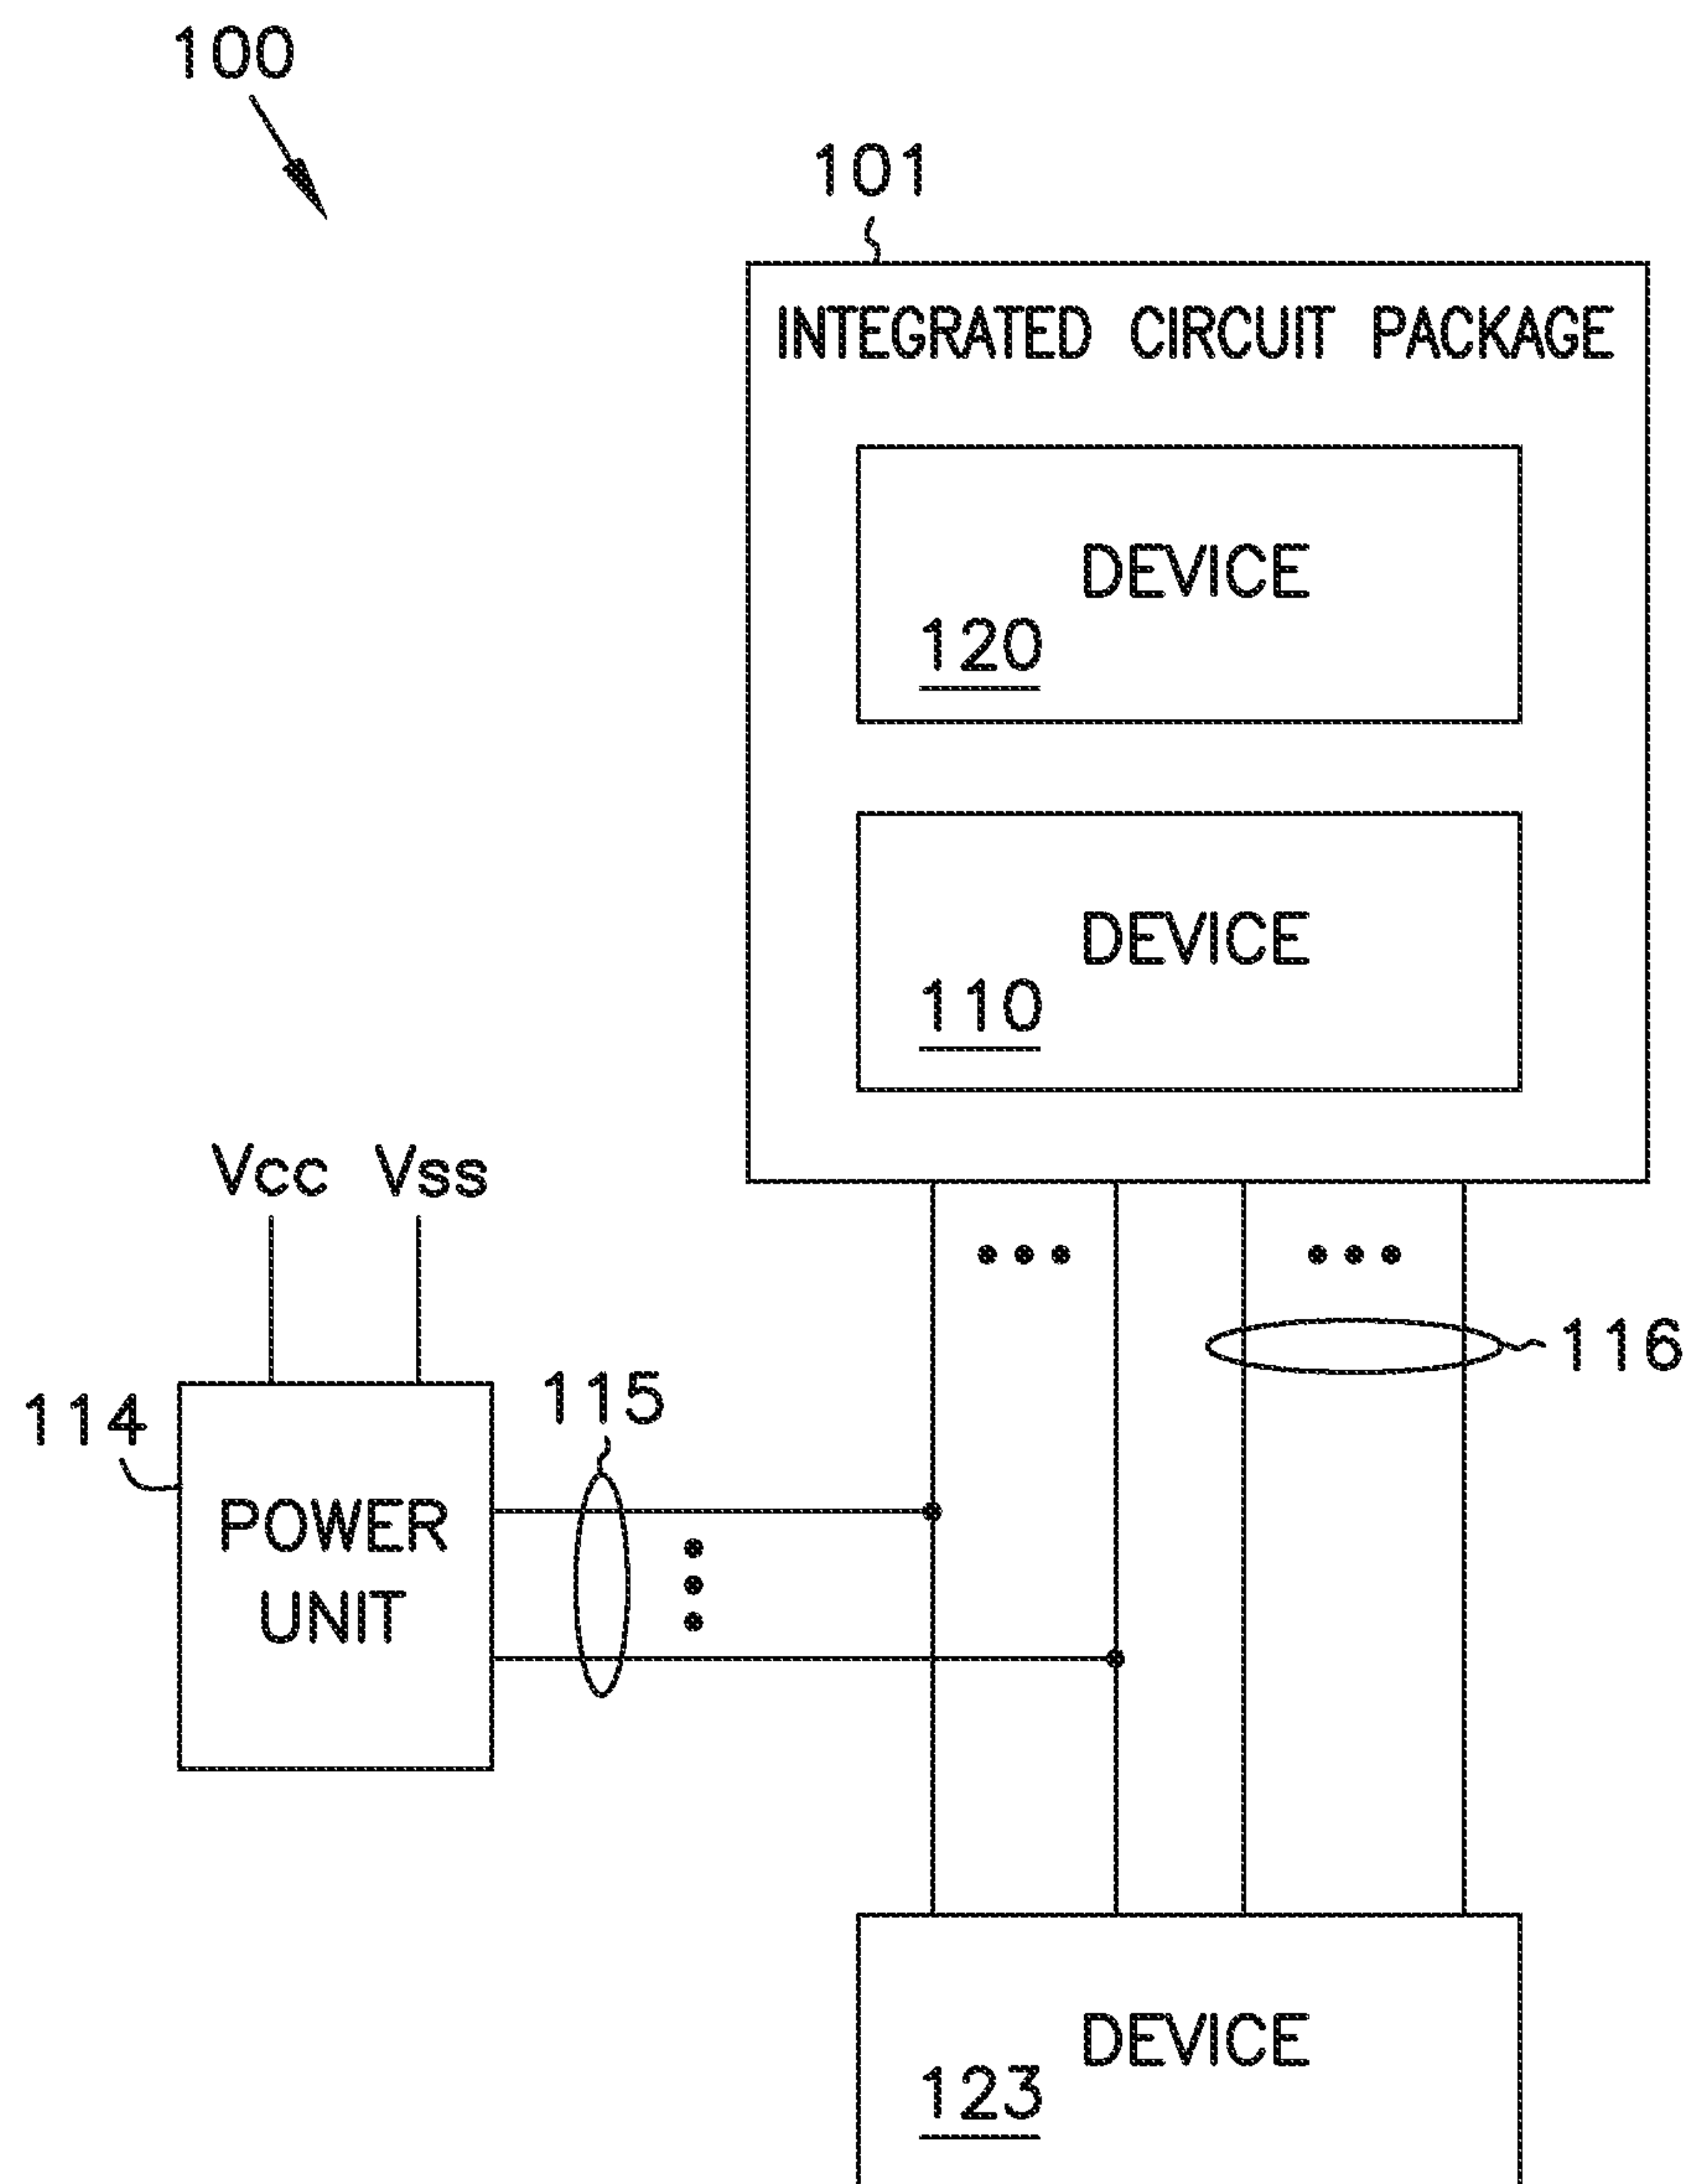 100
101
INTEGRATED CIRCUIT PACKAGE
DEVICE
120
DEVICE
110
Vcc Vss
116
115
114
POWER
UNIT
DEVICE
123